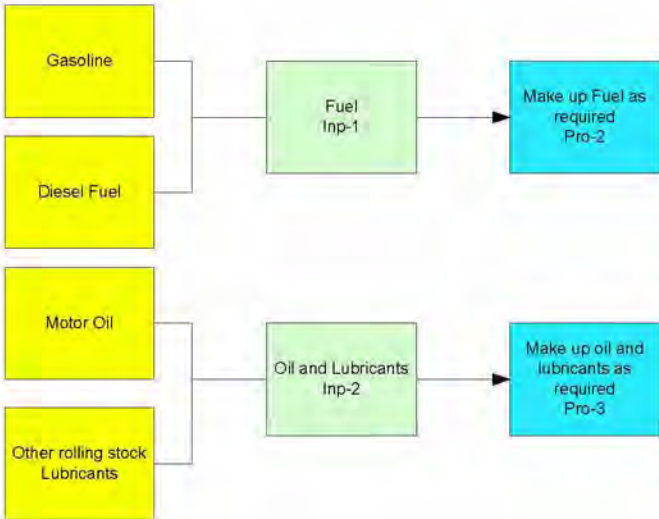 Gasoline
Fuel
Inp-1
Make up Fuel as
required
Pro-2
Diesel Fuel
Motor Oil
Oil and Lubricants
Inp-2
Make up oil and
lubricants as
required
Pro-3
Other rolling stock
Lubricants